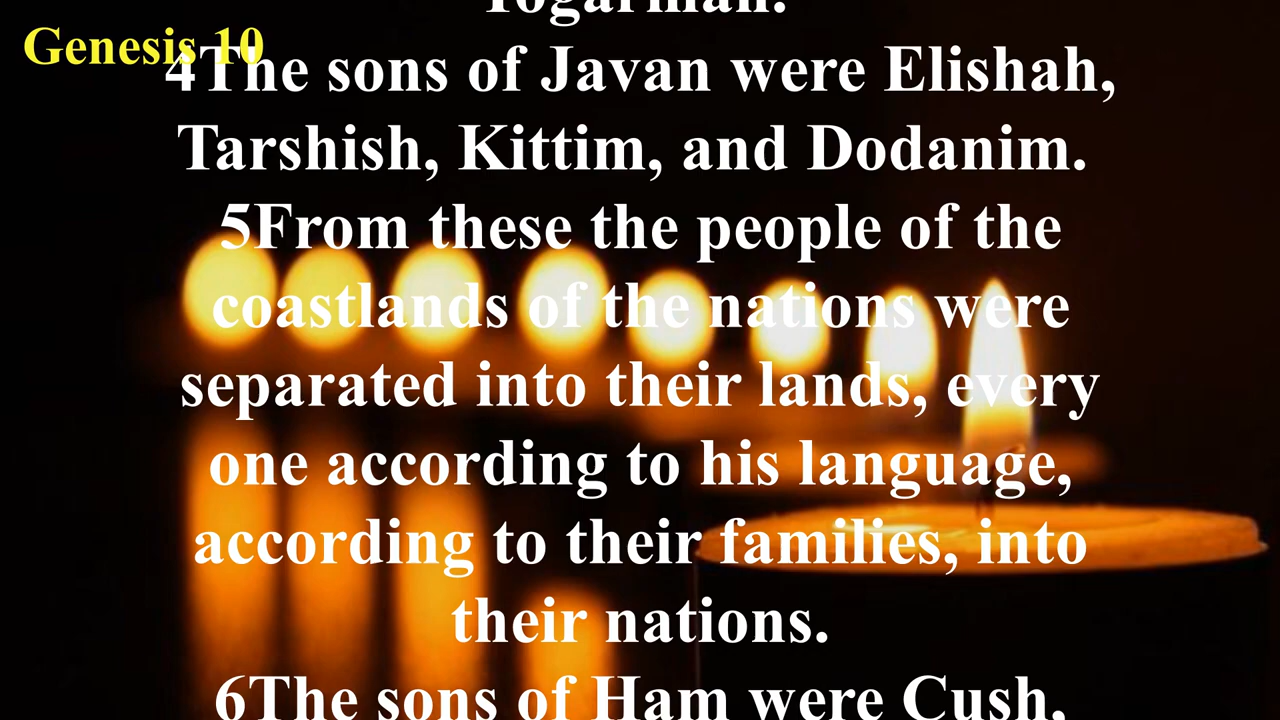 Togarmah.
Genesis 10
4The sons of Javan were Elishah,
Tarshish, Kittim, and Dodanim.
5From these the people of the
coastlands of the nations were
separated into their lands, every
one according to his language,
according to their families, into
their nations.
6The sons of Ham were Cush,